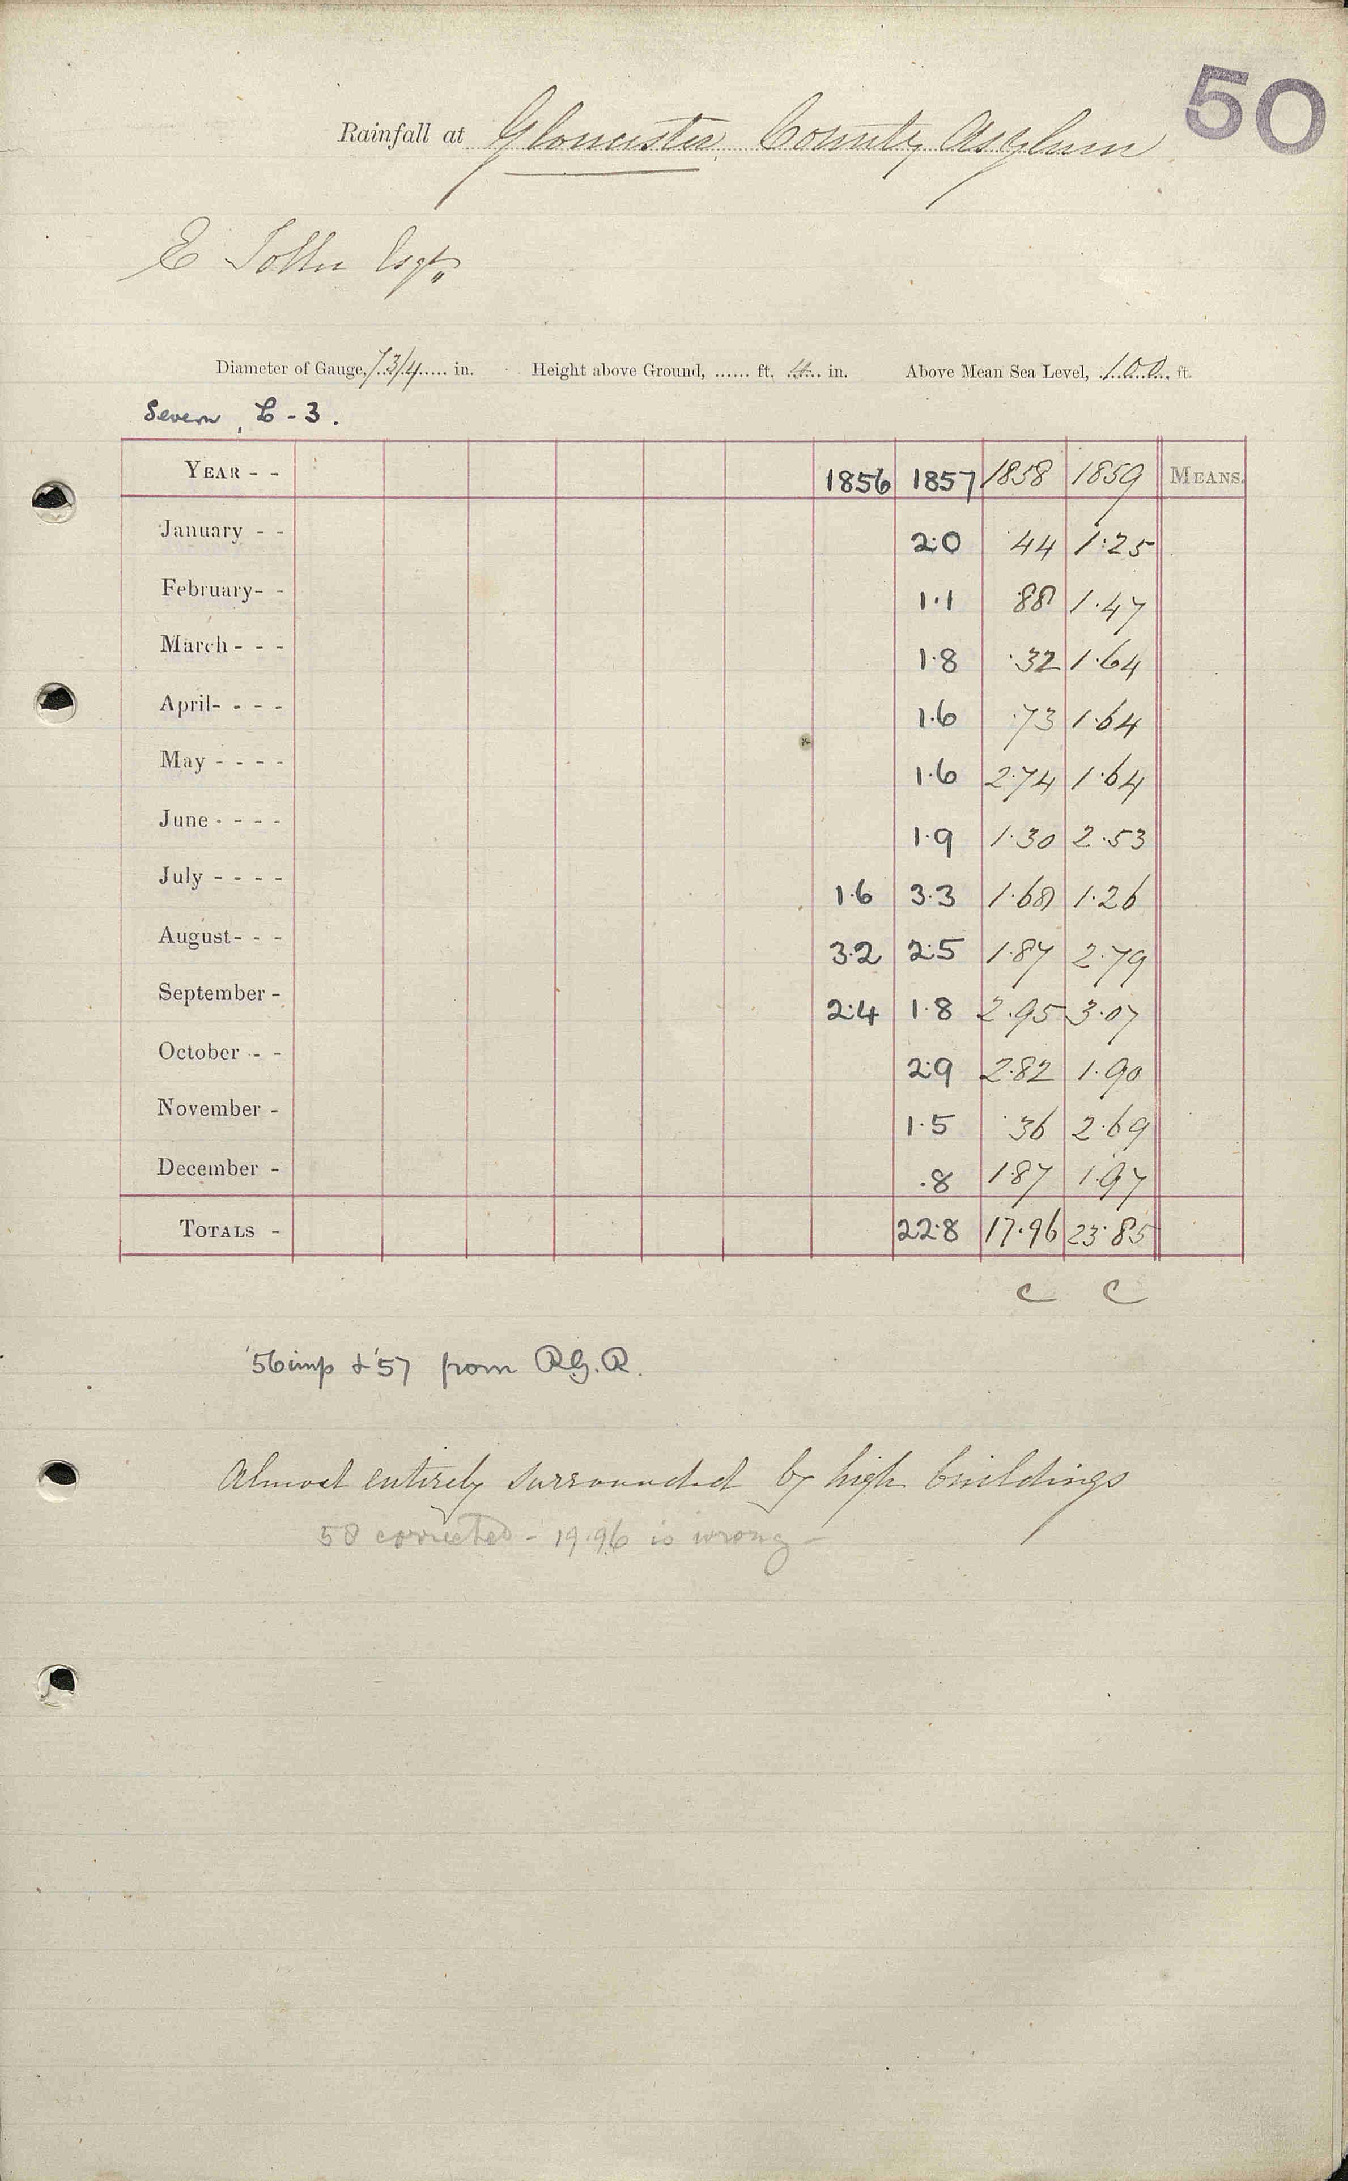 50
Rainfall at Gloucester County Asylum
E Toller Esqr.
Diameter of Gauge, 7 3/4 in. Height above Ground, ...... ft. 4 in. Above Mean Sea Level, 100 ft.
Severn, C-3.
YEAR - - 1856 1857 1858 1859 MEANS.
January - - 2.0 .44 1.25
February- - 1.1 .88 1.47
March - - - 1.8 .32 1.64
April- - - - 1.6 .73 1.64
May - - - - 1.6 2.74 1.64
June - - - - 1.9 1.30 2.53
July - - - - 1.6 3.3 1.68 1.26
August- - - 3.2 2.5 1.87 2.79
September - 2.4 1.8 2.95 3.07
October - - 2.9 2.82 1.90
November - 1.5 .36 2.69
December - .8 1.87 1.97
TOTALS - 22.8 17.96 23.85
C C
'56 imp & '57 from R.G.R.
Almost entirely surrounded by high buildings
58 corrected - 19.96 is wrong -